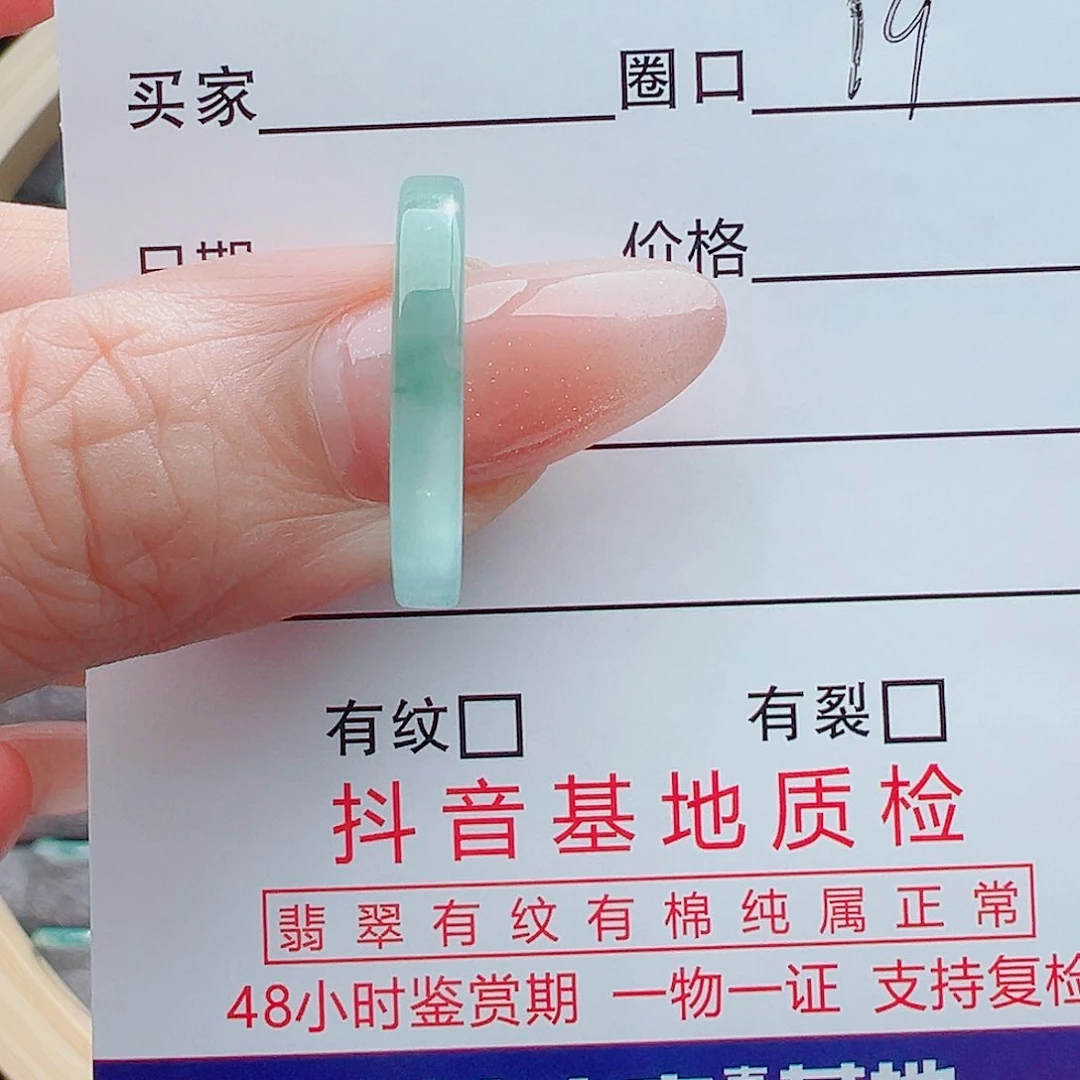 买家 圈口 19
日期 价格
有纹 有裂
抖音基地质检
翡翠有纹有棉纯属正常
48小时鉴赏期 一物一证 支持复检